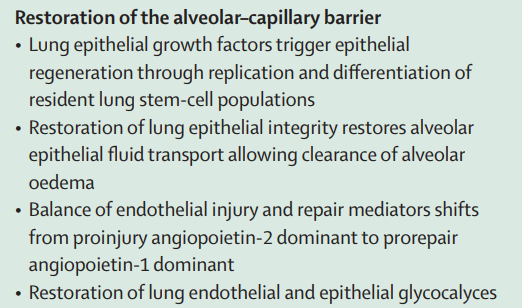 Restoration of the alveolar–capillary barrier
• Lung epithelial growth factors trigger epithelial
regeneration through replication and differentiation of
resident lung stem-cell populations
• Restoration of lung epithelial integrity restores alveolar
epithelial fluid transport allowing clearance of alveolar
oedema
• Balance of endothelial injury and repair mediators shifts
from proinjury angiopoietin-2 dominant to prorepair
angiopoietin-1 dominant
• Restoration of lung endothelial and epithelial glycocalyces